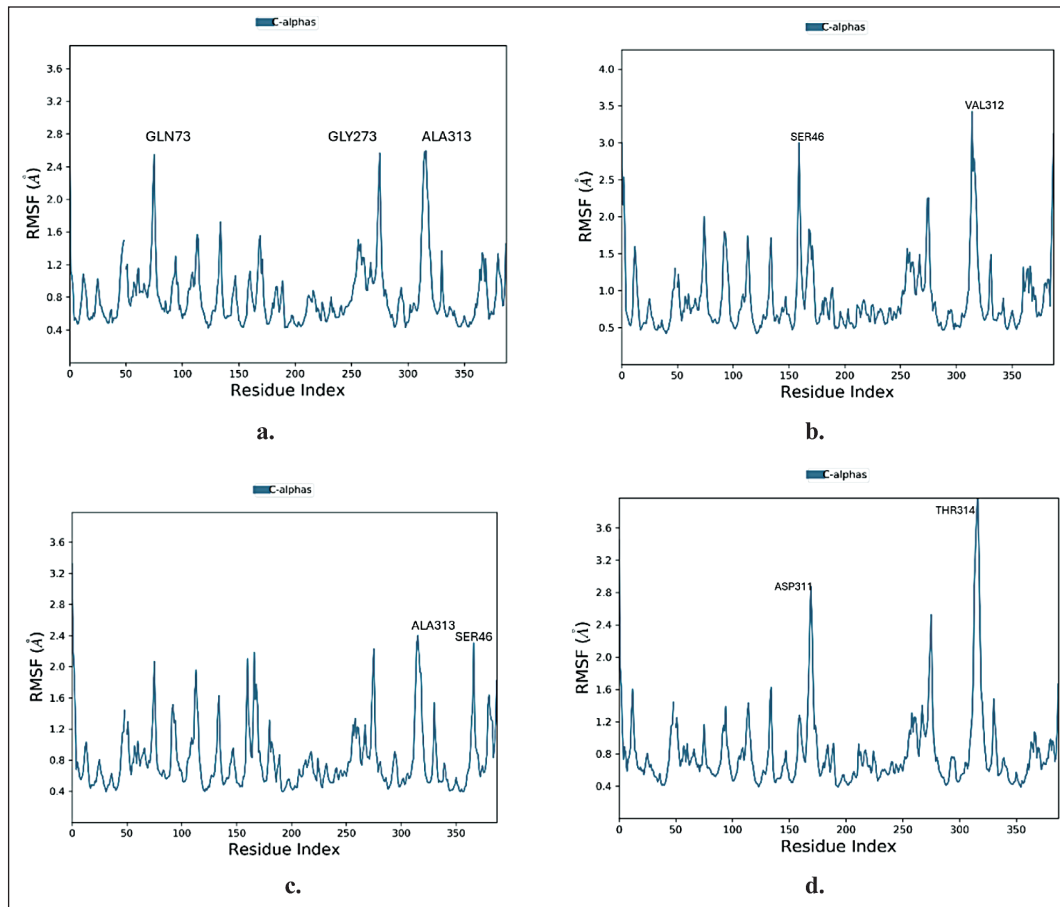 C-alphas
3.6
3.2
2.8
2.4
2.0
1.6
1.2
0.8
0.4
RMSF (Å)
GLN73
GLY273
ALA313
0 50 100 150 200 250 300 350
Residue Index
a.
C-alphas
4.0
3.5
3.0
2.5
2.0
1.5
1.0
0.5
RMSF (Å)
SER46
VAL312
0 50 100 150 200 250 300 350
Residue Index
b.
C-alphas
3.6
3.2
2.8
2.4
2.0
1.6
1.2
0.8
0.4
RMSF (Å)
ALA313
SER46
0 50 100 150 200 250 300 350
Residue Index
c.
C-alphas
3.6
3.2
2.8
2.4
2.0
1.6
1.2
0.8
0.4
RMSF (Å)
THR314
ASP311
0 50 100 150 200 250 300 350
Residue Index
d.